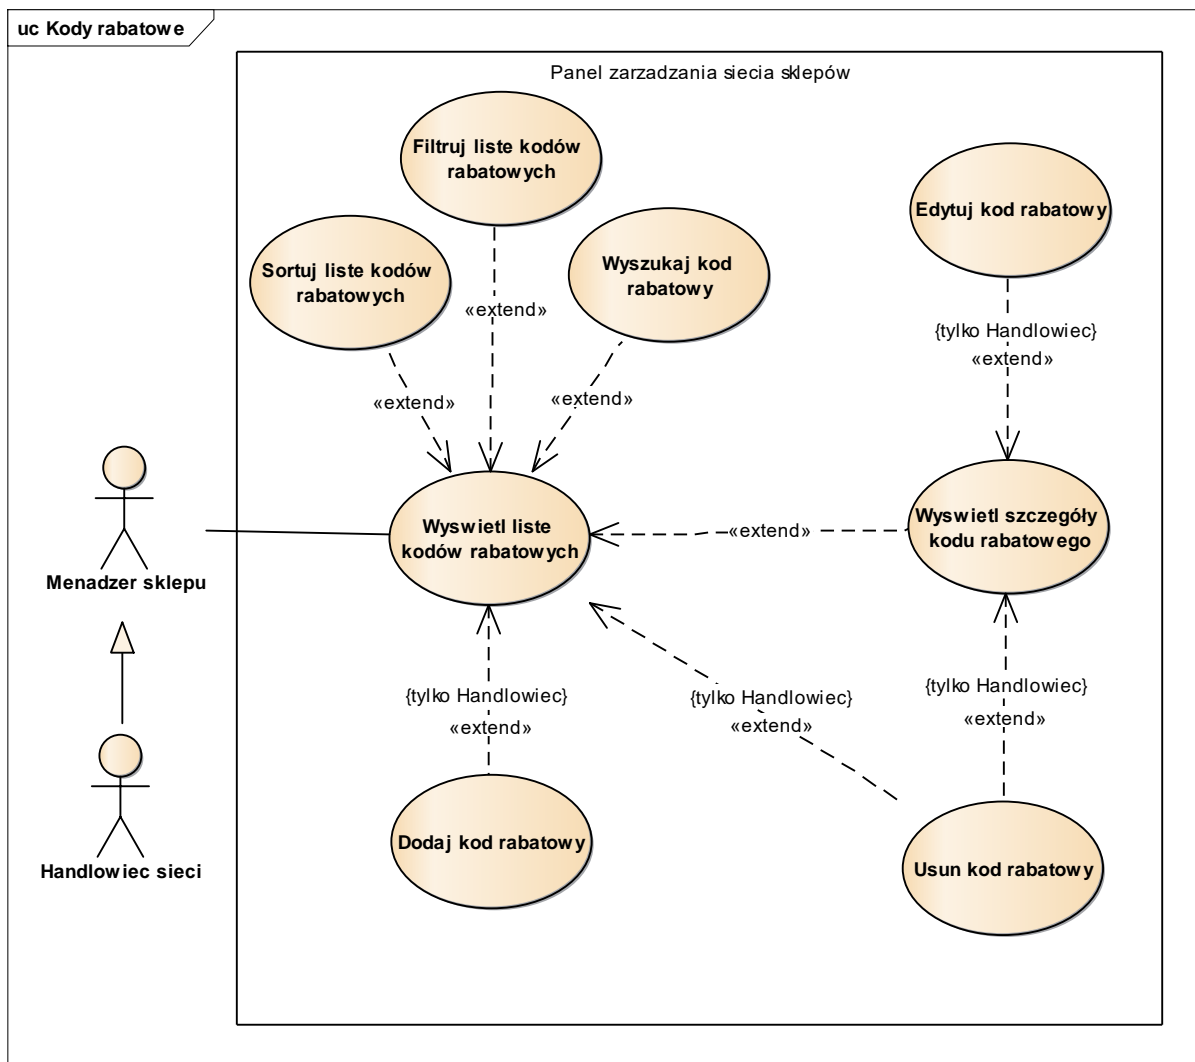 uc Kody rabatowe
Panel zarzadzania siecia sklepów
Filtruj liste kodów
rabatowych
Edytuj kod rabatowy
Sortuj liste kodów
rabatowych
Wyszukaj kod
rabatowy
«extend»
{tylko Handlowiec}
«extend»
«extend»
«extend»
Menadzer sklepu
Wyswietl liste
kodów rabatowych
«extend»
Wyswietl szczegóły
kodu rabatowego
{tylko Handlowiec}
«extend»
{tylko Handlowiec}
«extend»
{tylko Handlowiec}
«extend»
Handlowiec sieci
Dodaj kod rabatowy
Usun kod rabatowy